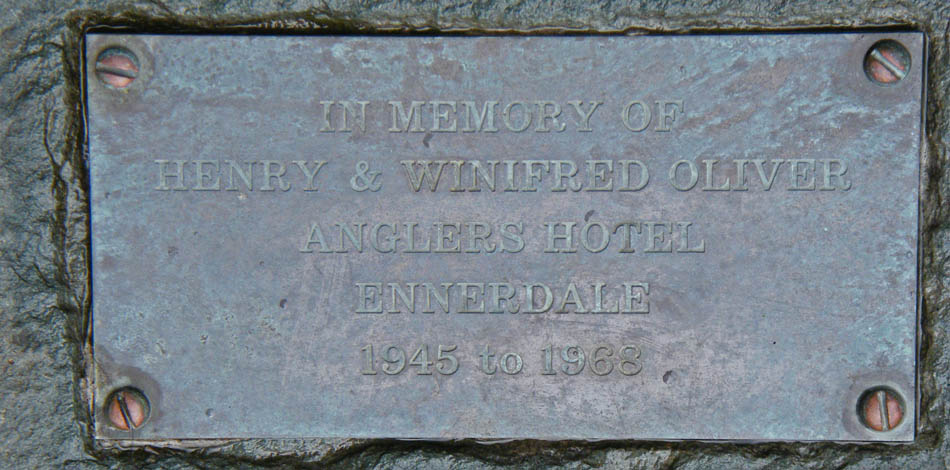 IN MEMORY OF
HENRY & WINIFRED OLIVER
ANGLERS HOTEL
ENNERDALE
1945 to 1968